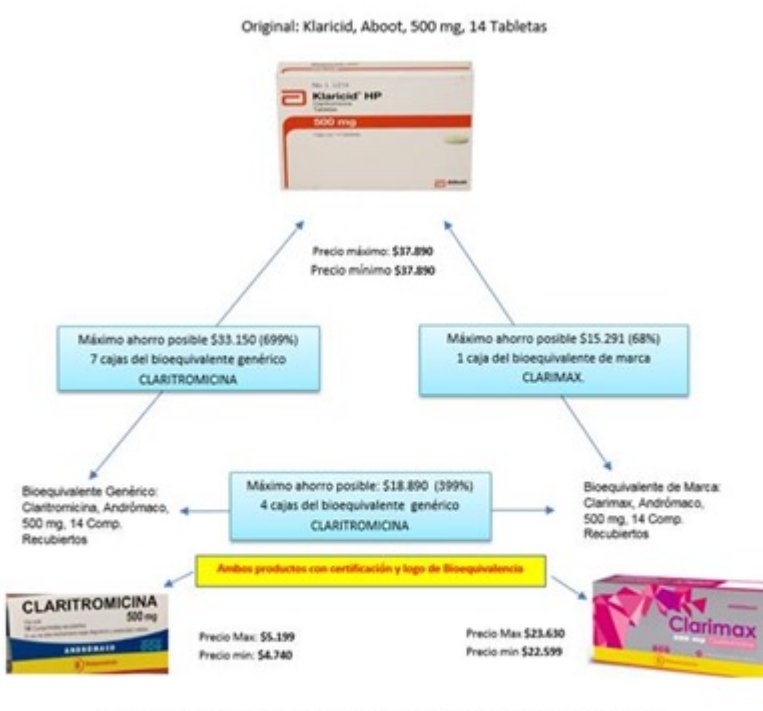 Original: Klaricid, Aboot, 500 mg, 14 Tabletas
Klaricid HP
500 mg
Precio máximo: $37.890
Precio mínimo $37.890
Máximo ahorro posible $33.150 (699%)
7 cajas del bioequivalente genérico
CLARITROMICINA
Máximo ahorro posible $15.291 (68%)
1 caja del bioequivalente de marca
CLARIMAX.
Bioequivalente Genérico:
Claritromicina, Andrómaco,
500 mg, 14 Comp.
Recubiertos
Máximo ahorro posible: $18.890 (399%)
4 cajas del bioequivalente genérico
CLARITROMICINA
Bioequivalente de Marca:
Clarimax, Andrómaco,
500 mg, 14 Comp.
Recubiertos
Ambos productos con certificación y logo de Bioequivalencia
CLARITROMICINA
500 mg
ANDRÓMACO
Precio Max: $5.199
Precio min: $4.740
Precio Max $23.630
Precio min $22.599
Clarimax
500 mg